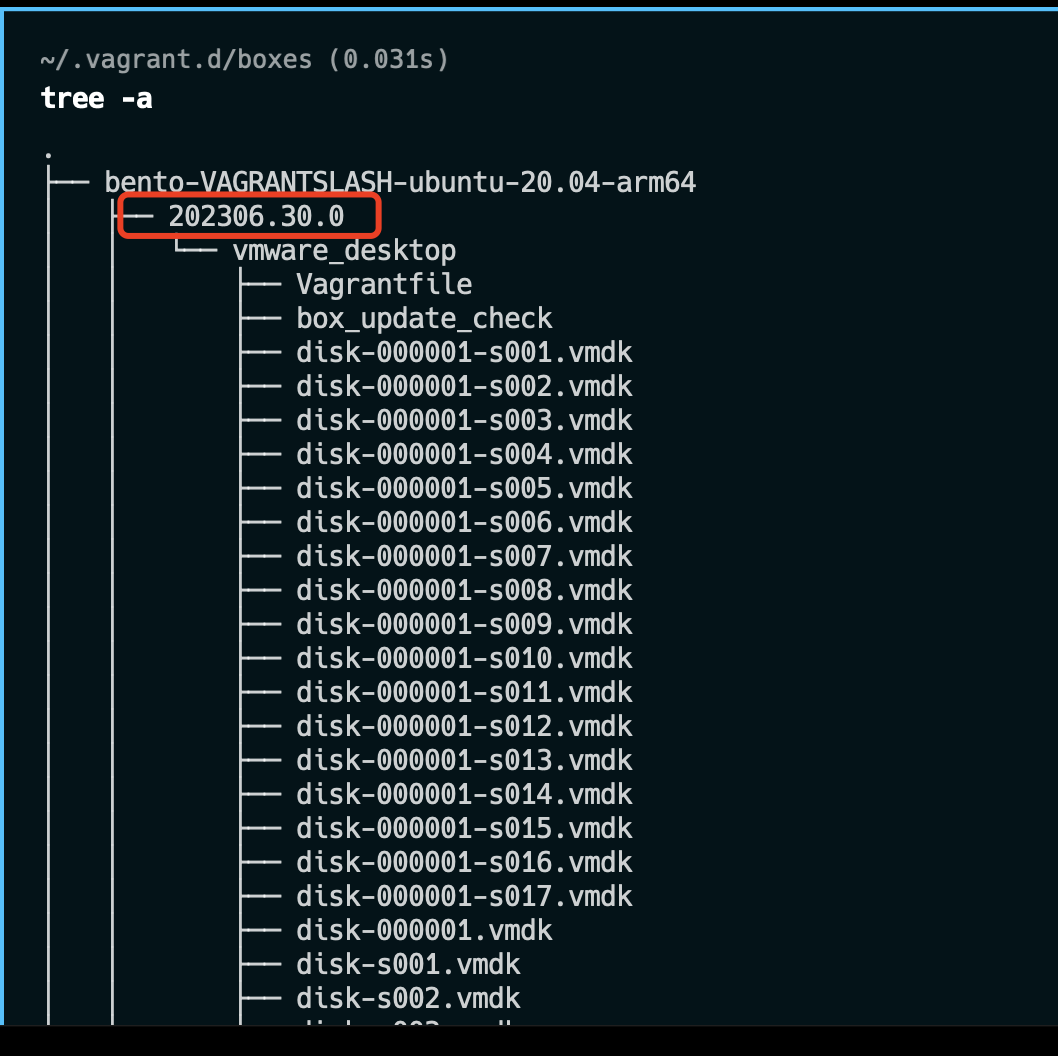 ~/.vagrant.d/boxes (0.031s)
tree -a
.
├── bento-VAGRANTSLASH-ubuntu-20.04-arm64
│   ├── 202306.30.0
│   │   └── vmware_desktop
│   │       ├── Vagrantfile
│   │       ├── box_update_check
│   │       ├── disk-000001-s001.vmdk
│   │       ├── disk-000001-s002.vmdk
│   │       ├── disk-000001-s003.vmdk
│   │       ├── disk-000001-s004.vmdk
│   │       ├── disk-000001-s005.vmdk
│   │       ├── disk-000001-s006.vmdk
│   │       ├── disk-000001-s007.vmdk
│   │       ├── disk-000001-s008.vmdk
│   │       ├── disk-000001-s009.vmdk
│   │       ├── disk-000001-s010.vmdk
│   │       ├── disk-000001-s011.vmdk
│   │       ├── disk-000001-s012.vmdk
│   │       ├── disk-000001-s013.vmdk
│   │       ├── disk-000001-s014.vmdk
│   │       ├── disk-000001-s015.vmdk
│   │       ├── disk-000001-s016.vmdk
│   │       ├── disk-000001-s017.vmdk
│   │       ├── disk-000001.vmdk
│   │       ├── disk-s001.vmdk
│   │       ├── disk-s002.vmdk